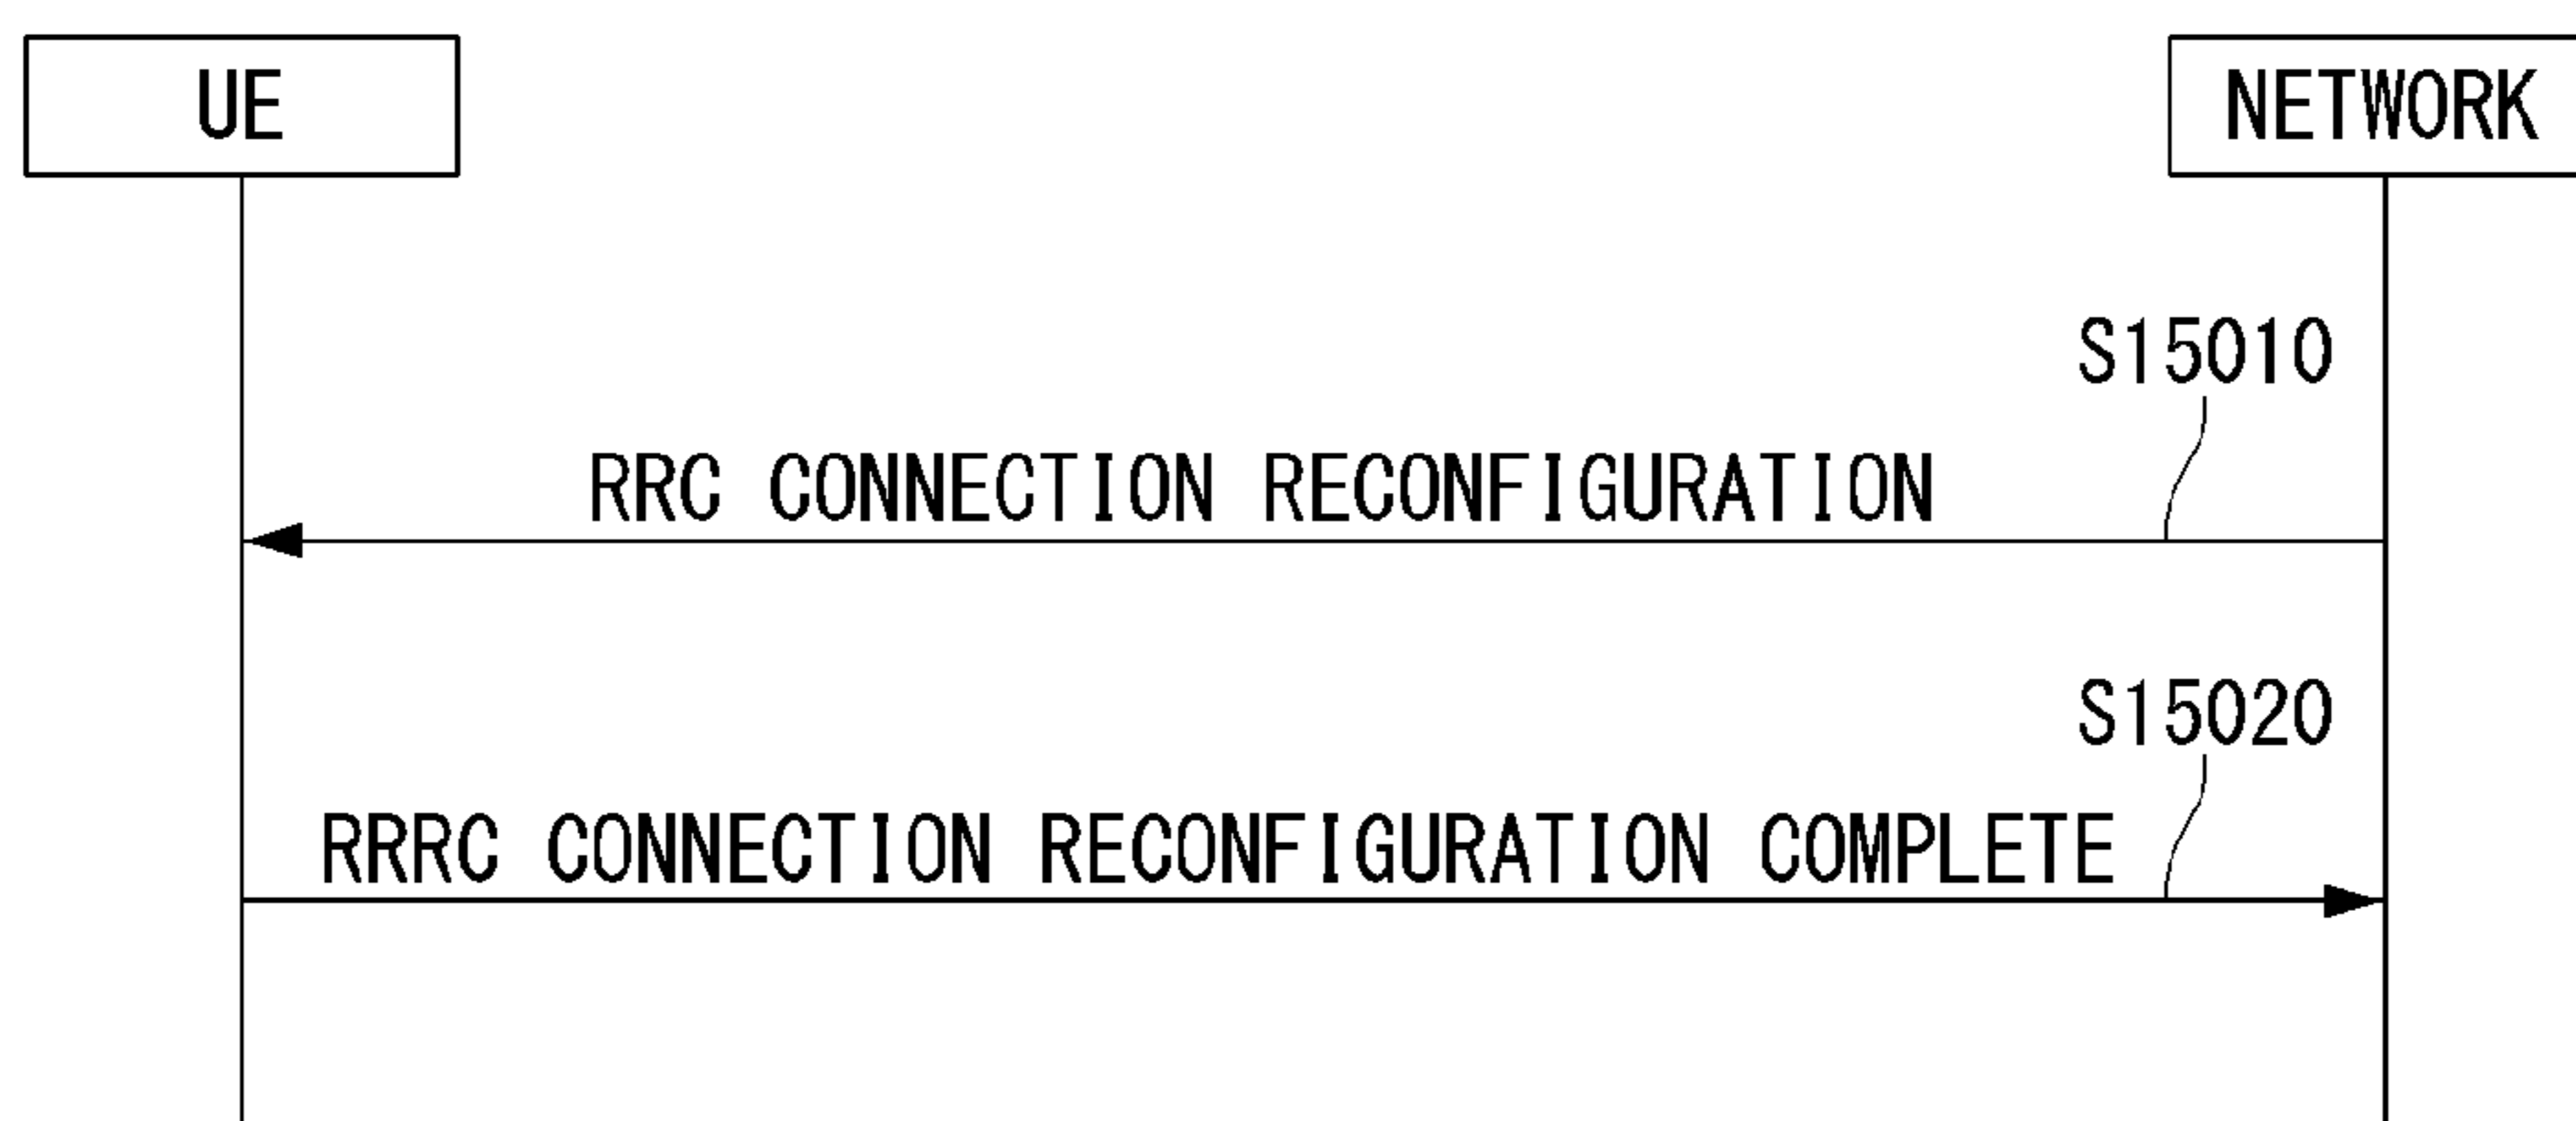 UE
NETWORK
S15010
RRC CONNECTION RECONFIGURATION
S15020
RRRC CONNECTION RECONFIGURATION COMPLETE